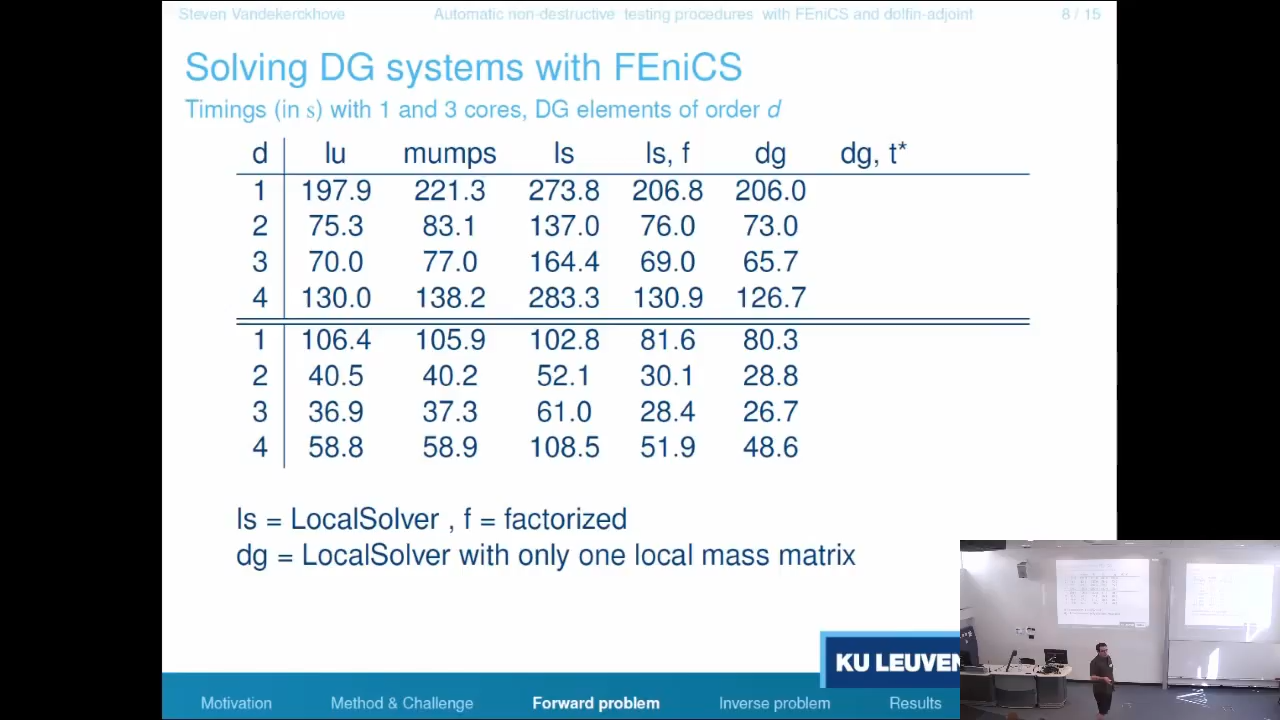 Steven Vandekerckhove Automatic non-destructive testing procedures with FEniCS and dolfin-adjoint 8 / 15
Solving DG systems with FEniCS
Timings (in s) with 1 and 3 cores, DG elements of order d
d lu mumps ls ls, f dg dg, t*
1 197.9 221.3 273.8 206.8 206.0
2 75.3 83.1 137.0 76.0 73.0
3 70.0 77.0 164.4 69.0 65.7
4 130.0 138.2 283.3 130.9 126.7
1 106.4 105.9 102.8 81.6 80.3
2 40.5 40.2 52.1 30.1 28.8
3 36.9 37.3 61.0 28.4 26.7
4 58.8 58.9 108.5 51.9 48.6
ls = LocalSolver , f = factorized
dg = LocalSolver with only one local mass matrix
KU LEUVEN
Motivation Method & Challenge Forward problem Inverse problem Results